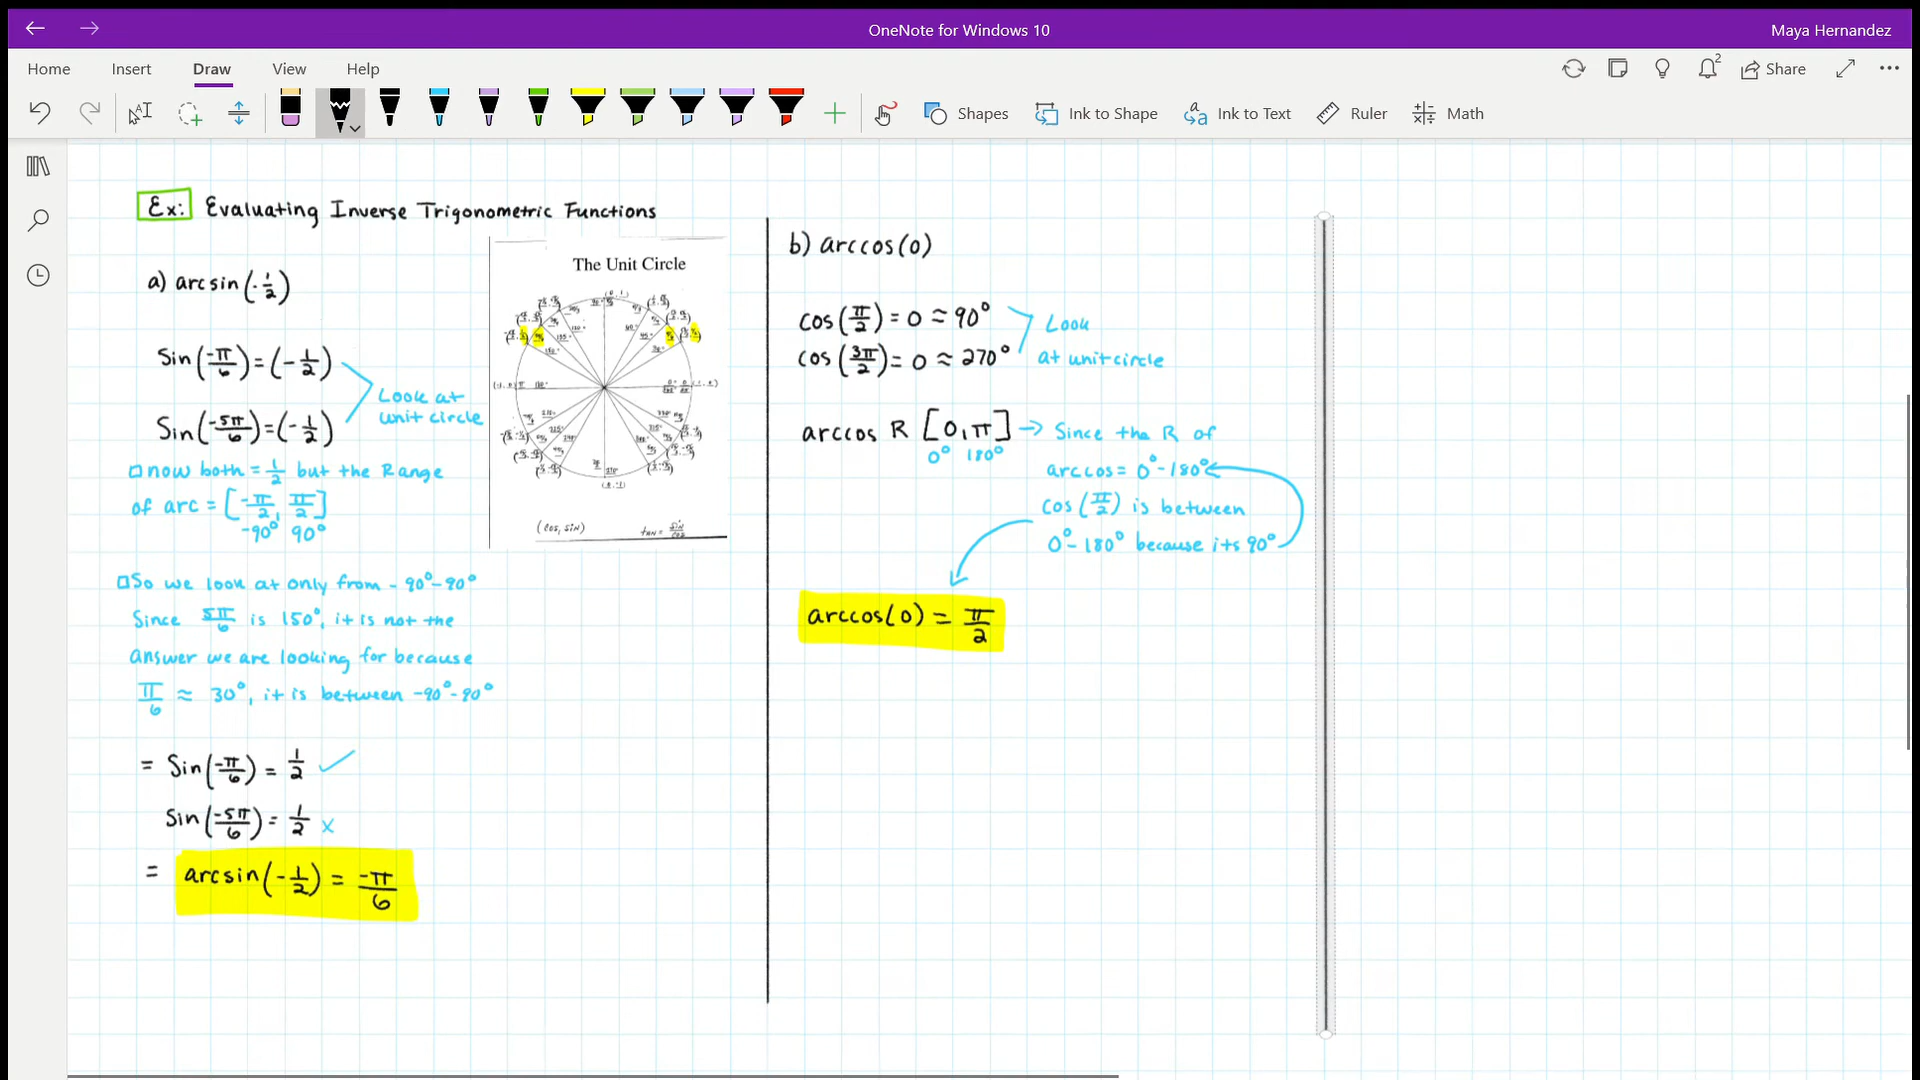 OneNote for Windows 10
Maya Hernandez
Home Insert Draw View Help
2
Share
Shapes Ink to Shape Ink to Text Ruler Math
Ex: Evaluating Inverse Trigonometric Functions
a) arcsin(-1/2)
Sin(-π/6)=(-1/2)
Sin(-5π/6)=(-1/2)
Look at
unit circle
now both = 1/2 but the Range
of arc = [-π/2, π/2]
-90° 90°
So we look at only from -90°-90°
Since 5π/6 is 150°, it is not the
answer we are looking for because
π/6 ≈ 30°, it is between -90°-90°
= Sin(-π/6) = 1/2 ✓
Sin(-5π/6) = 1/2 x
= arcsin(-1/2) = -π/6
The Unit Circle
(cos, sin)
tan = sin/cos
b) arccos(0)
cos(π/2) = 0 ≈ 90°
cos(3π/2) = 0 ≈ 270°
Look
at unit circle
arccos R [0,π] → Since the R of
0° 180°
arccos = 0°-180°
cos(π/2) is between
0°-180° because its 90°
arccos(0) = π/2